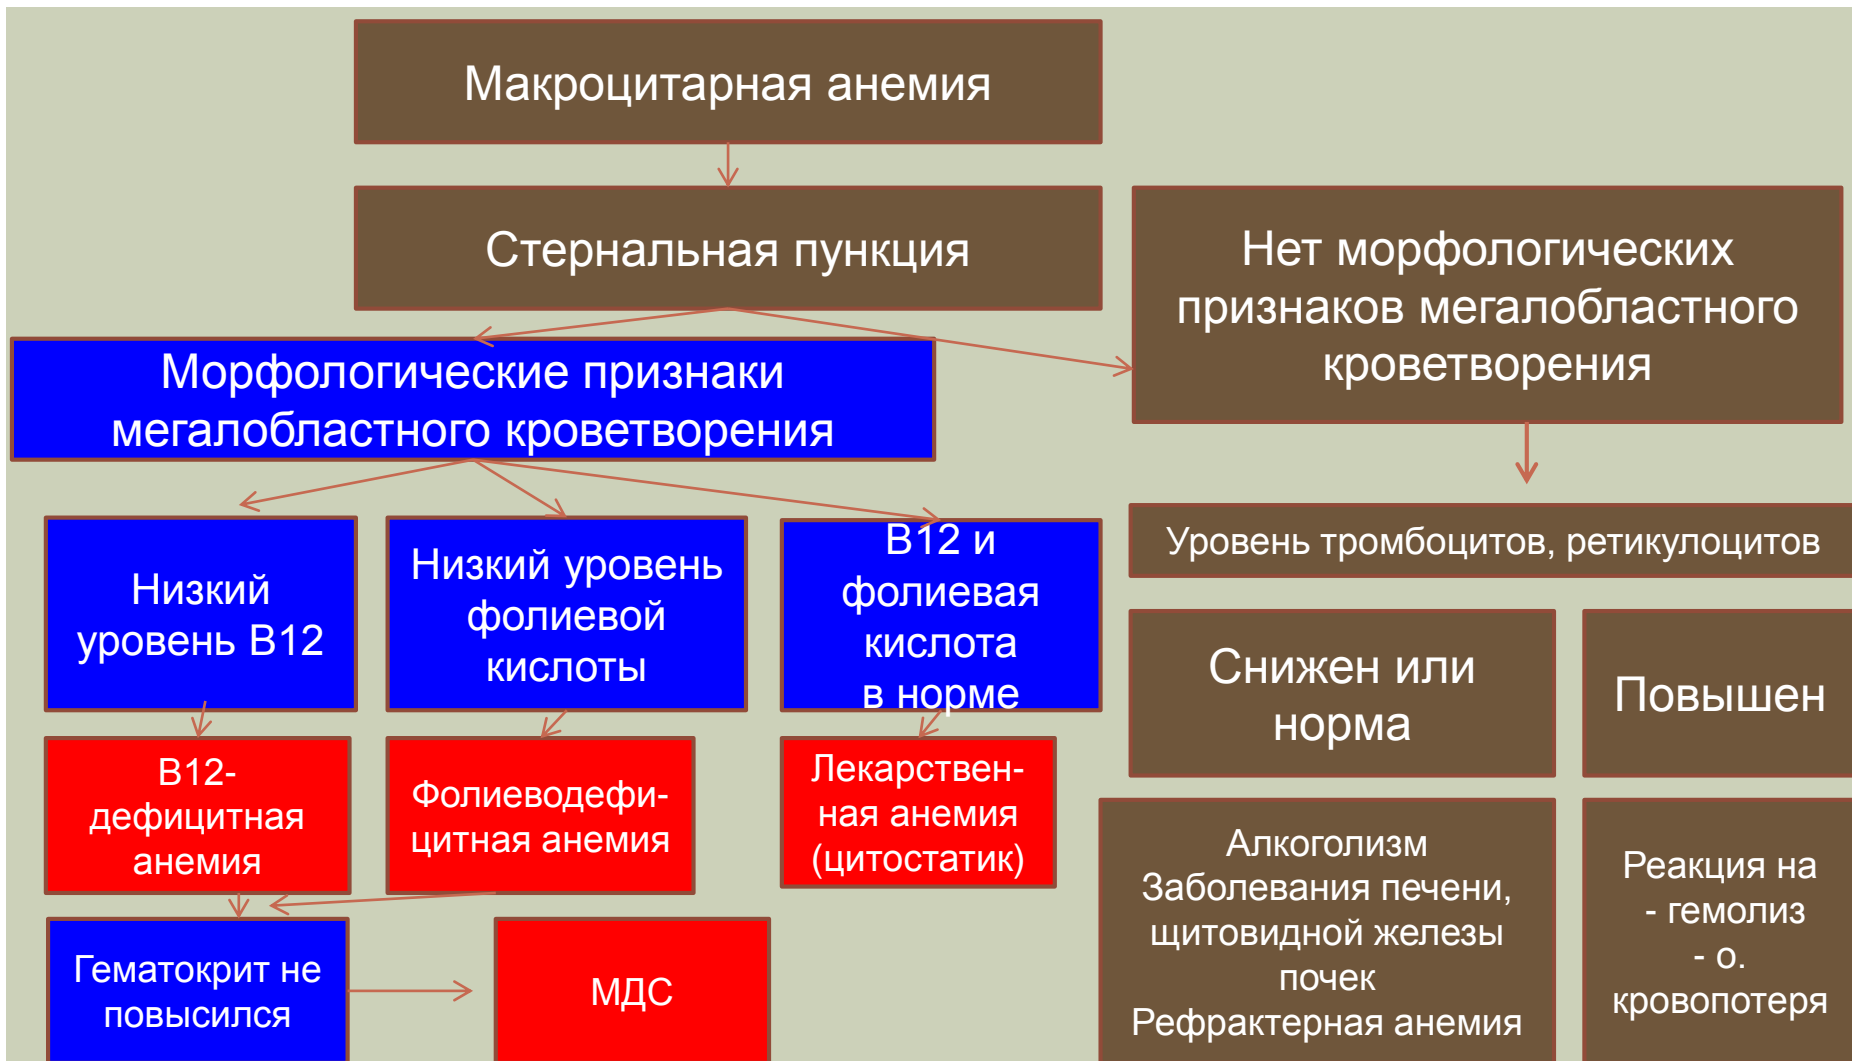 Макроцитарная анемия
Стернальная пункция
Нет морфологических
признаков мегалобластного
кроветворения
Морфологические признаки
мегалобластного кроветворения
Уровень тромбоцитов, ретикулоцитов
Низкий
уровень В12
Низкий уровень
фолиевой
кислоты
В12 и
фолиевая
кислота
в норме
Снижен или
норма
Повышен
В12-
дефицитная
анемия
Фолиеводефи-
цитная анемия
Лекарствен-
ная анемия
(цитостатик)
Алкоголизм
Заболевания печени,
щитовидной железы
почек
Рефрактерная анемия
Реакция на
- гемолиз
- о.
кровопотеря
Гематокрит не
повысился
МДС